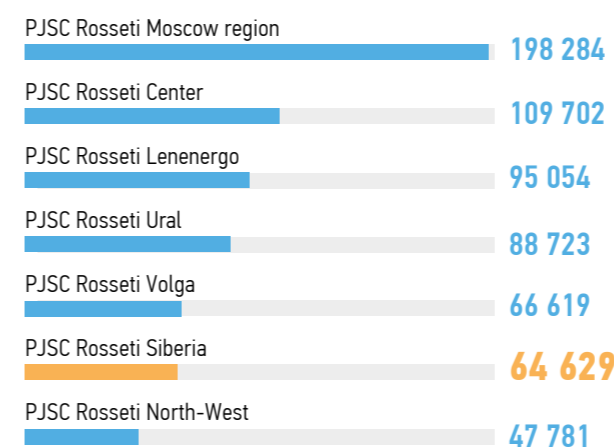 PJSC Rosseti Moscow region
198 284
PJSC Rosseti Center
109 702
PJSC Rosseti Lenenergo
95 054
PJSC Rosseti Ural
88 723
PJSC Rosseti Volga
66 619
PJSC Rosseti Siberia
64 629
PJSC Rosseti North-West
47 781